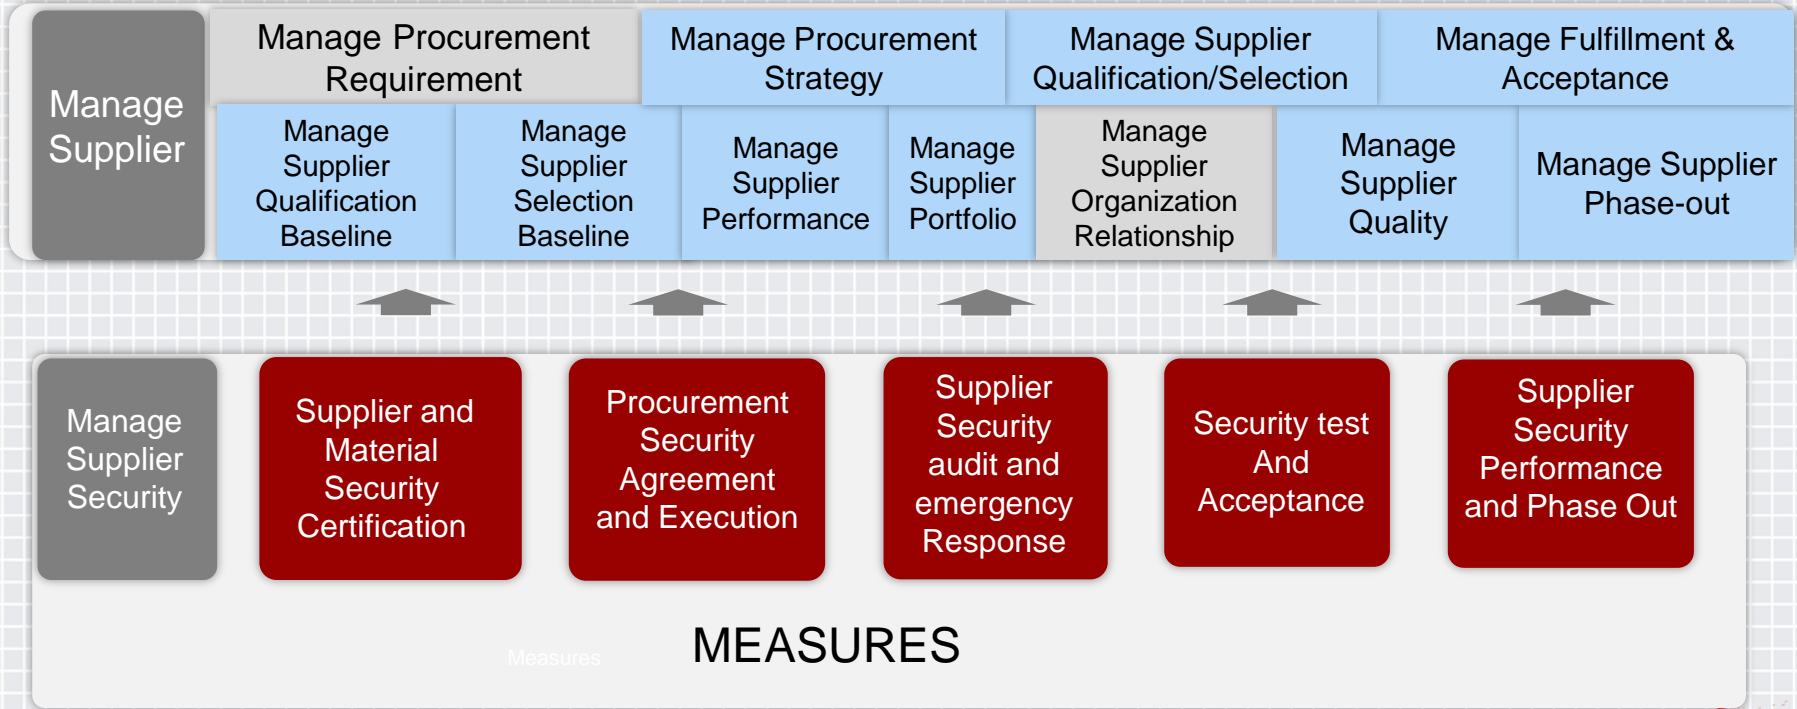 Manage
Supplier
Manage Procurement
Requirement
Manage Procurement
Strategy
Manage Supplier
Qualification/Selection
Manage Fulfillment &
Acceptance
Manage
Supplier
Qualification
Baseline
Manage
Supplier
Selection
Baseline
Manage
Supplier
Performance
Manage
Supplier
Portfolio
Manage
Supplier
Organization
Relationship
Manage
Supplier
Quality
Manage Supplier
Phase-out
Manage
Supplier
Security
Supplier and
Material
Security
Certification
Procurement
Security
Agreement
and Execution
Supplier
Security
audit and
emergency
Response
Security test
And
Acceptance
Supplier
Security
Performance
and Phase Out
Measures
MEASURES